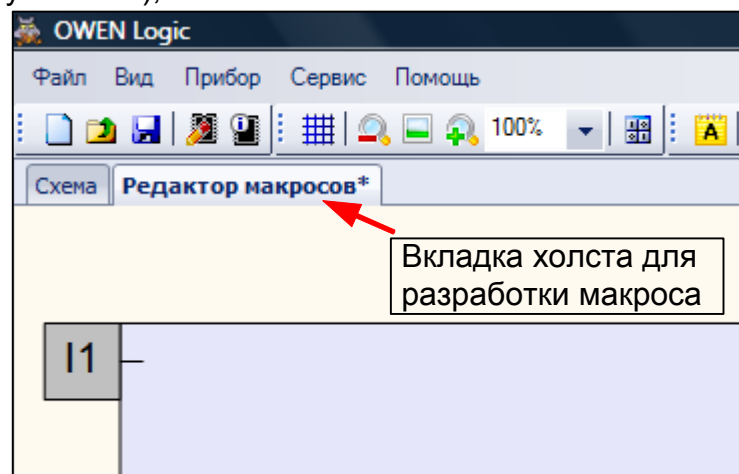 OWEN Logic
Файл Вид Прибор Сервис Помощь
100%
A
Схема Редактор макросов*
Вкладка холста для
разработки макроса
I1